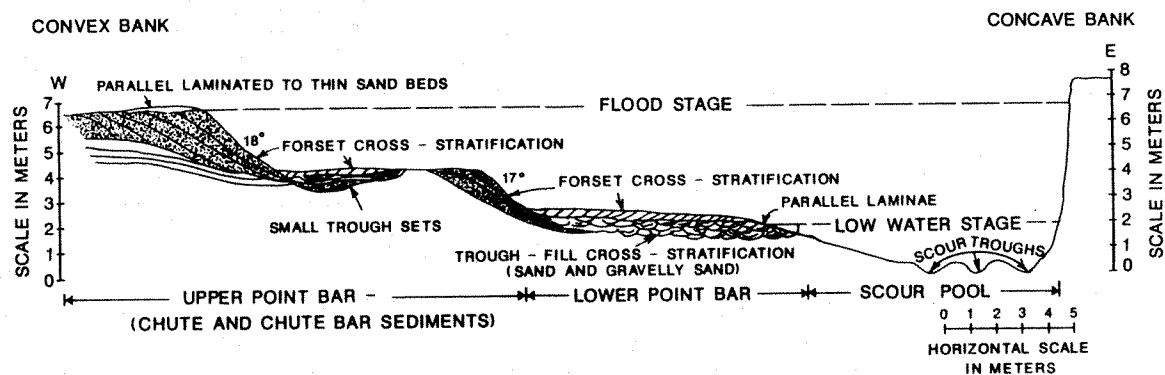 CONVEX BANK
CONCAVE BANK
W
E
PARALLEL LAMINATED TO THIN SAND BEDS
FLOOD STAGE
SCALE IN METERS
7
6
5
4
3
2
1
0
18°
FORSET CROSS - STRATIFICATION
SMALL TROUGH SETS
17°
FORSET CROSS - STRATIFICATION
PARALLEL LAMINAE
LOW WATER STAGE
TROUGH - FILL CROSS - STRATIFICATION
(SAND AND GRAVELLY SAND)
SCOUR TROUGHS
8
7
6
5
4
3
2
1
0
SCALE IN METERS
UPPER POINT BAR -
(CHUTE AND CHUTE BAR SEDIMENTS)
LOWER POINT BAR
SCOUR POOL
0 1 2 3 4 5
HORIZONTAL SCALE
IN METERS